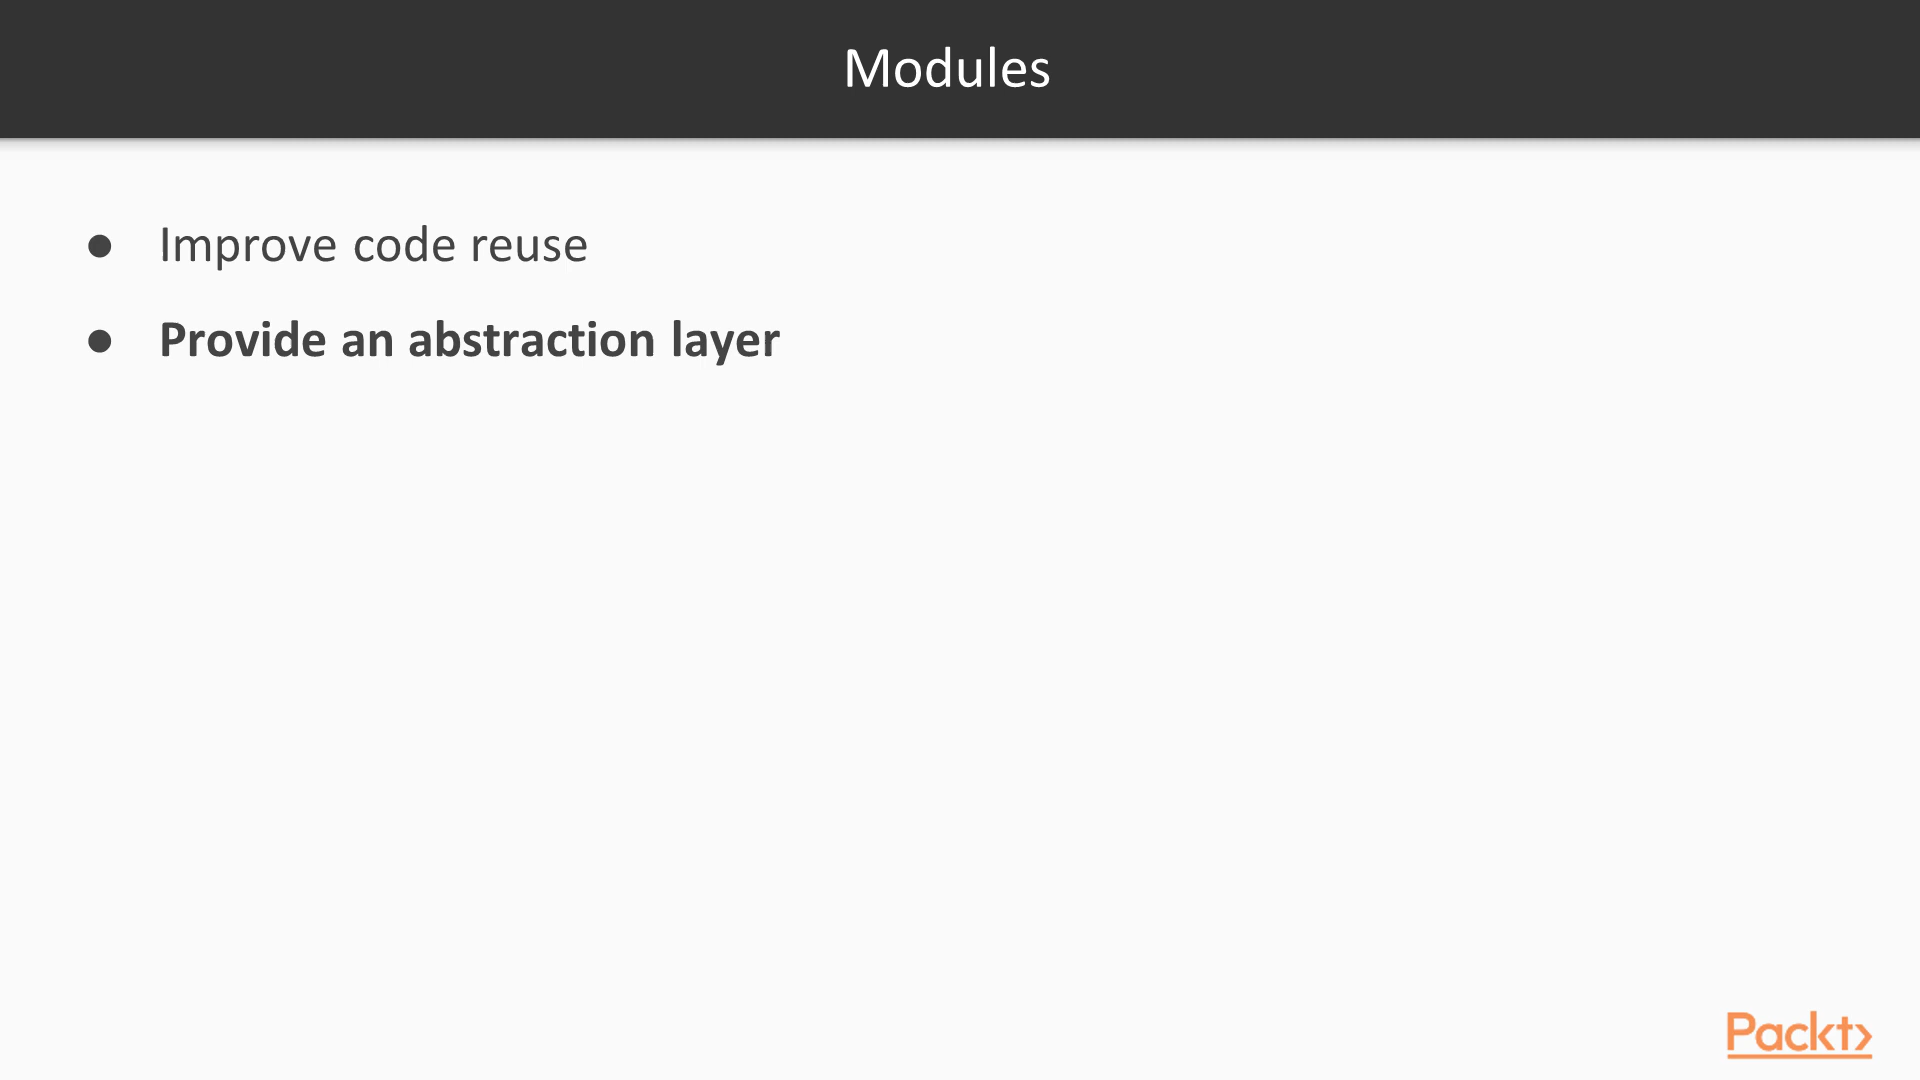 Modules
● Improve code reuse
● Provide an abstraction layer
Packt>